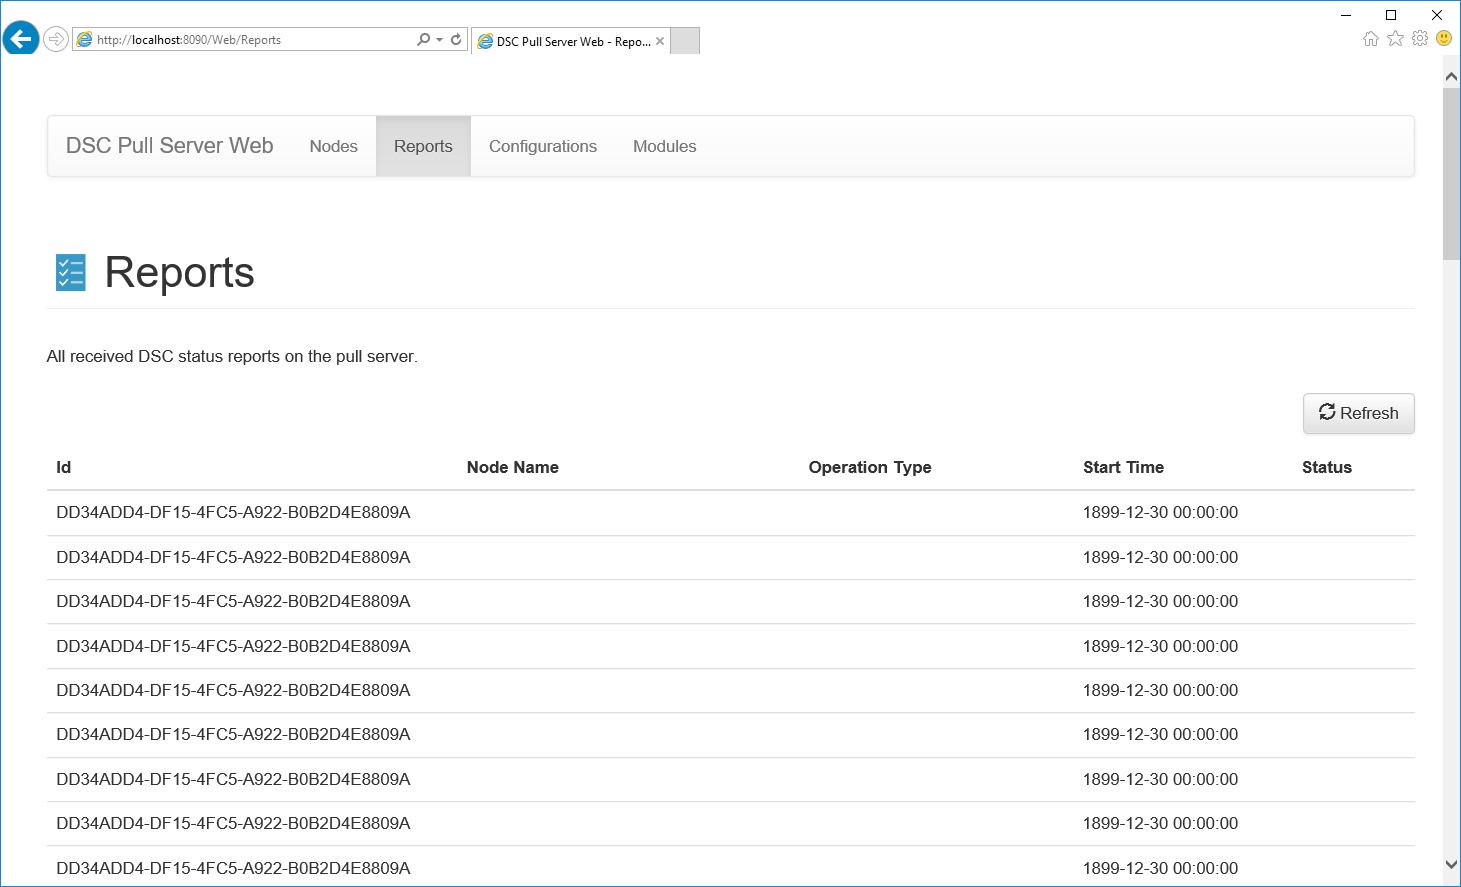 http://localhost:8090/Web/Reports
DSC Pull Server Web - Repo...
DSC Pull Server Web Nodes Reports Configurations Modules
Reports
All received DSC status reports on the pull server.
Refresh
Id Node Name Operation Type Start Time Status
DD34ADD4-DF15-4FC5-A922-B0B2D4E8809A 1899-12-30 00:00:00
DD34ADD4-DF15-4FC5-A922-B0B2D4E8809A 1899-12-30 00:00:00
DD34ADD4-DF15-4FC5-A922-B0B2D4E8809A 1899-12-30 00:00:00
DD34ADD4-DF15-4FC5-A922-B0B2D4E8809A 1899-12-30 00:00:00
DD34ADD4-DF15-4FC5-A922-B0B2D4E8809A 1899-12-30 00:00:00
DD34ADD4-DF15-4FC5-A922-B0B2D4E8809A 1899-12-30 00:00:00
DD34ADD4-DF15-4FC5-A922-B0B2D4E8809A 1899-12-30 00:00:00
DD34ADD4-DF15-4FC5-A922-B0B2D4E8809A 1899-12-30 00:00:00
DD34ADD4-DF15-4FC5-A922-B0B2D4E8809A 1899-12-30 00:00:00